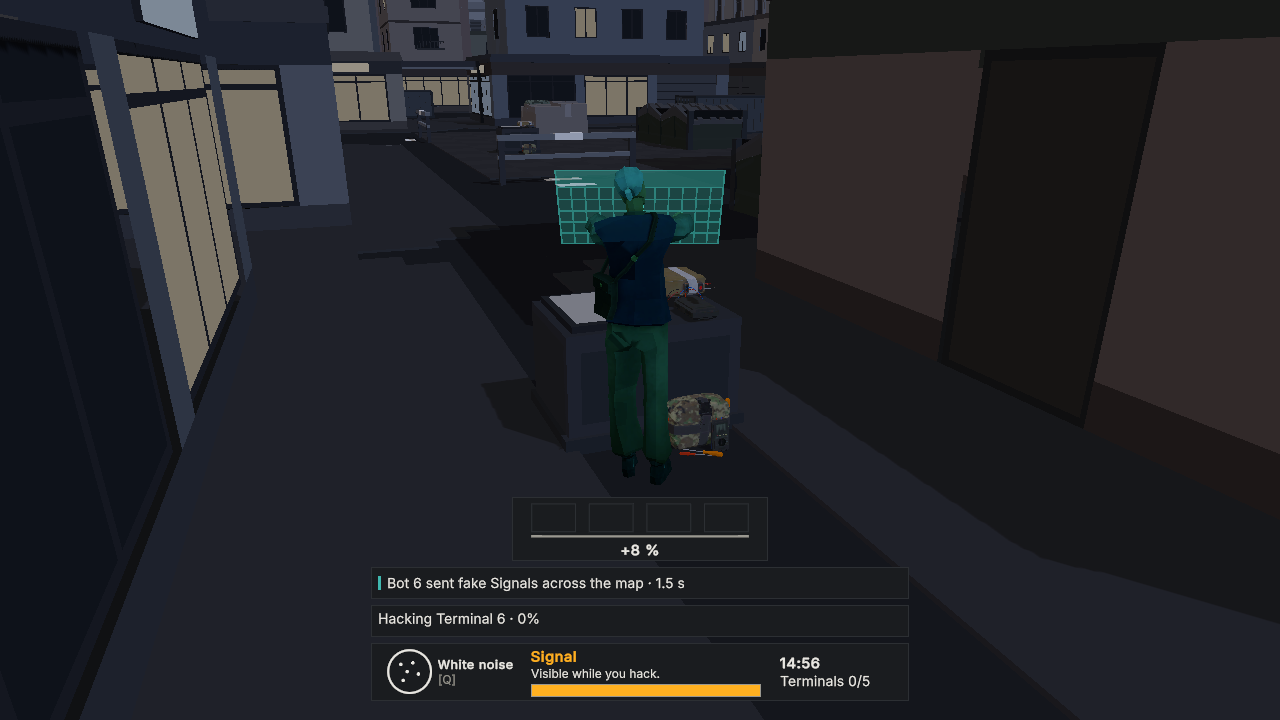 +8 %
Bot 6 sent fake Signals across the map · 1.5 s
Hacking Terminal 6 · 0%
White noise
[Q]
Signal
Visible while you hack.
14:56
Terminals 0/5